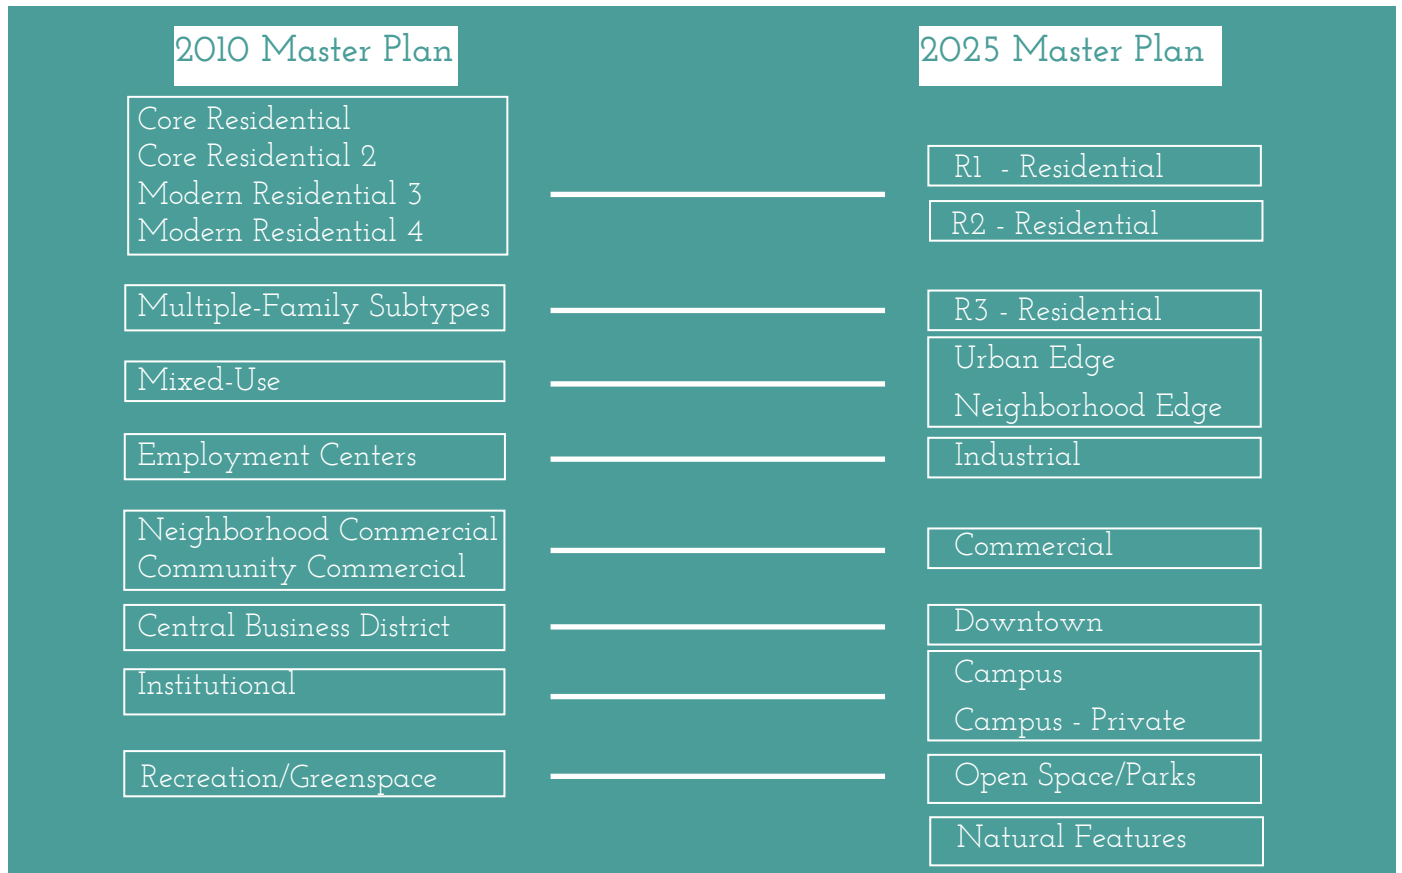 2010 Master Plan
2025 Master Plan
Core Residential
Core Residential 2
Modern Residential 3
Modern Residential 4
R1 - Residential
R2 - Residential
Multiple-Family Subtypes
R3 - Residential
Mixed-Use
Urban Edge
Neighborhood Edge
Employment Centers
Industrial
Neighborhood Commercial
Community Commercial
Commercial
Central Business District
Downtown
Institutional
Campus
Campus - Private
Recreation/Greenspace
Open Space/Parks
Natural Features